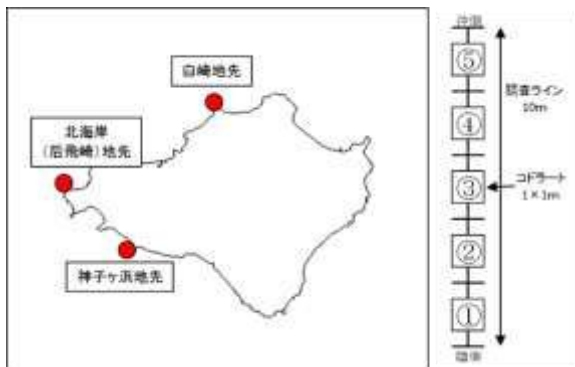 白崎地先
北海岸
(后飛崎)地先
神子ヶ浜地先
沖側
⑤
④
③
②
①
陸側
調査ライン
10m
コドラート
1×1m